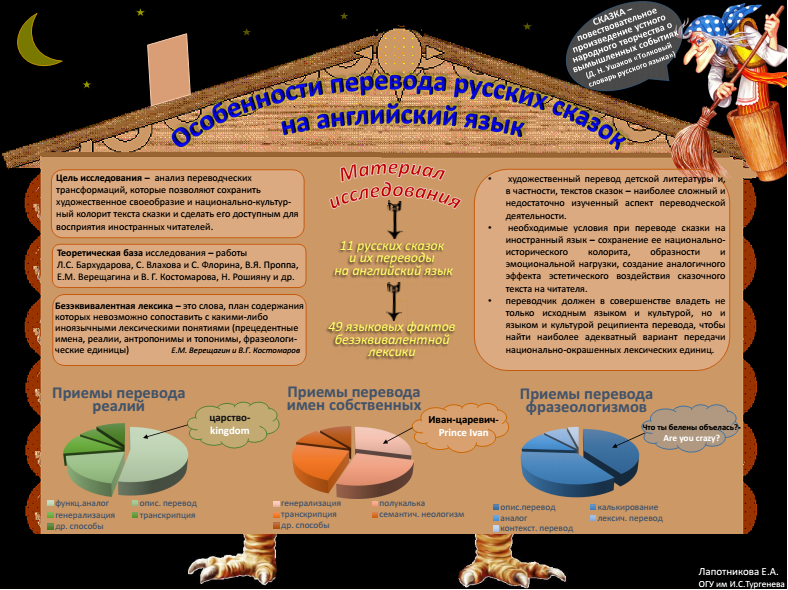 СКАЗКА –
повествовательное
произведение устного
народного творчества о
вымышленных событиях
(Д. Н. Ушаков «Толковый
словарь русского языка»)
Особенности перевода русских сказок
на английский язык
Цель исследования – анализ переводческих
трансформаций, которые позволяют сохранить
художественное своеобразие и национально-культур-
ный колорит текста сказки и сделать его доступным для
восприятия иностранных читателей.
Теоретическая база исследования – работы
Л.С. Бархударова, С. Влахова и С. Флорина, В.Я. Проппа,
Е.М. Верещагина и В. Г. Костомарова, Н. Рошияну и др.
Безэквивалентная лексика – это слова, план содержания
которых невозможно сопоставить с какими-либо
иноязычными лексическими понятиями (прецедентные
имена, реалии, антропонимы и топонимы, фразеологи-
ческие единицы) Е.М. Верещагин и В.Г. Костомаров
Материал
исследования
11 русских сказок
и их переводы
на английский язык
49 языковых фактов
безэквивалентной
лексики
• художественный перевод детской литературы и,
в частности, текстов сказок – наиболее сложный и
недостаточно изученный аспект переводческой
деятельности.
• необходимые условия при переводе сказки на
иностранный язык – сохранение ее национально-
исторического колорита, образности и
эмоциональной нагрузки, создание аналогичного
эффекта эстетического воздействия сказочного
текста на читателя.
• переводчик должен в совершенстве владеть не
только исходным языком и культурой, но и
языком и культурой реципиента перевода, чтобы
найти наиболее адекватный вариант передачи
национально-окрашенных лексических единиц.
Приемы перевода
реалий
царство-
kingdom
функц.аналог
опис. перевод
генерализация
транскрипция
др. способы
Приемы перевода
имен собственных
Иван-царевич-
Prince Ivan
генерализация
полукалька
транскрипция
семантич. неологизм
др. способы
Приемы перевода
фразеологизмов
Что ты белены объелась?-
Are you crazy?
опис.перевод
калькирование
аналог
лексич. перевод
контекст. перевод
Лапотникова Е.А.
ОГУ им И.С.Тургенева